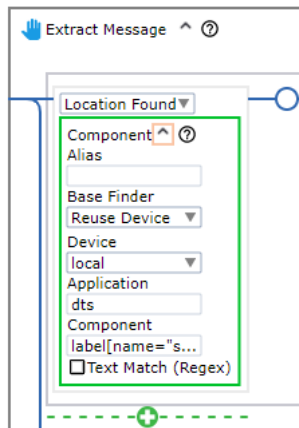 Extract Message
Location Found
Component
Alias
Base Finder
Reuse Device
Device
local
Application
dts
Component
label[name="s...
Text Match (Regex)